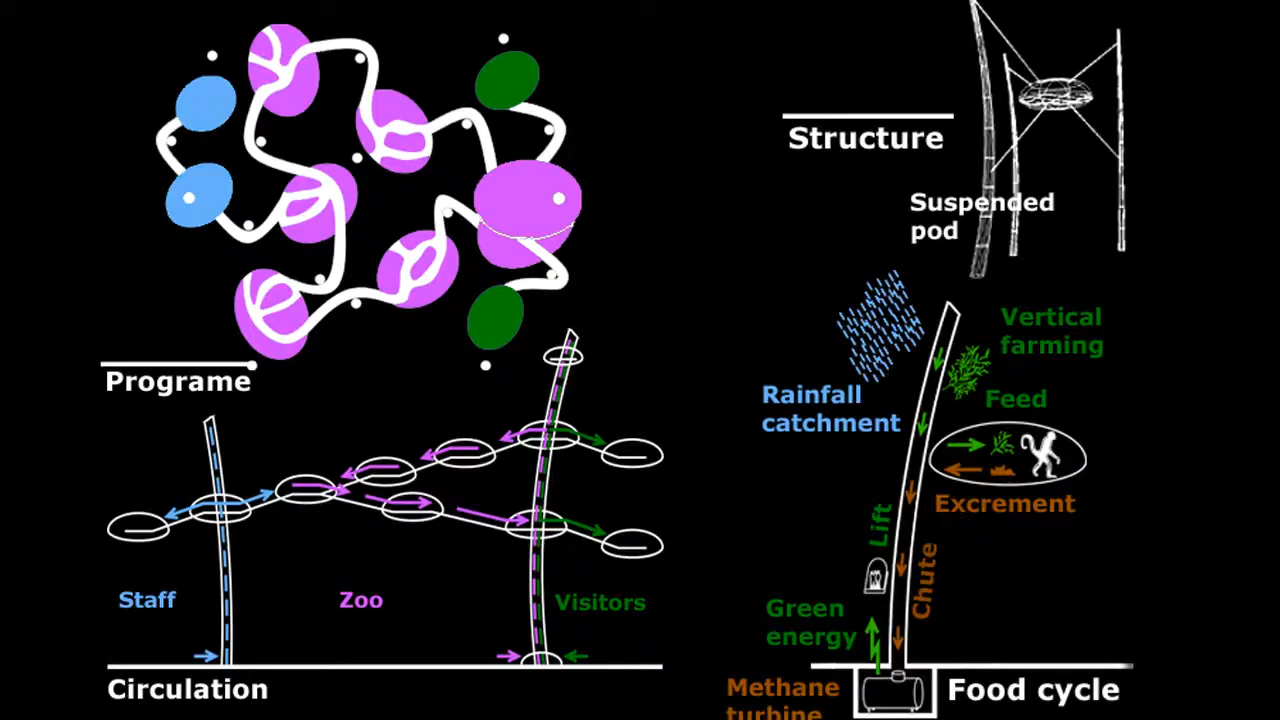 Programe
Staff
Zoo
Visitors
Circulation
Structure
Suspended
pod
Rainfall
catchment
Vertical
farming
Feed
Excrement
Lift
Chute
Green
energy
Methane
turbine
Food cycle